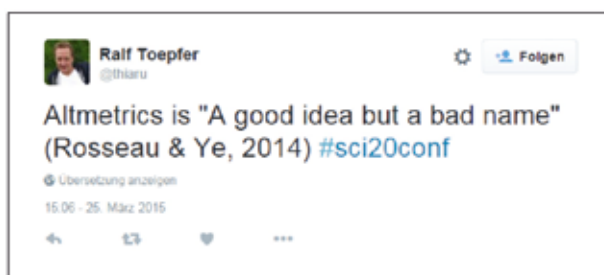 Ralf Toepfer
@thiaru
Folgen
Altmetrics is "A good idea but a bad name"
(Rosseau & Ye, 2014) #sci20conf
Übersetzung anzeigen
15:06 - 25. März 2015